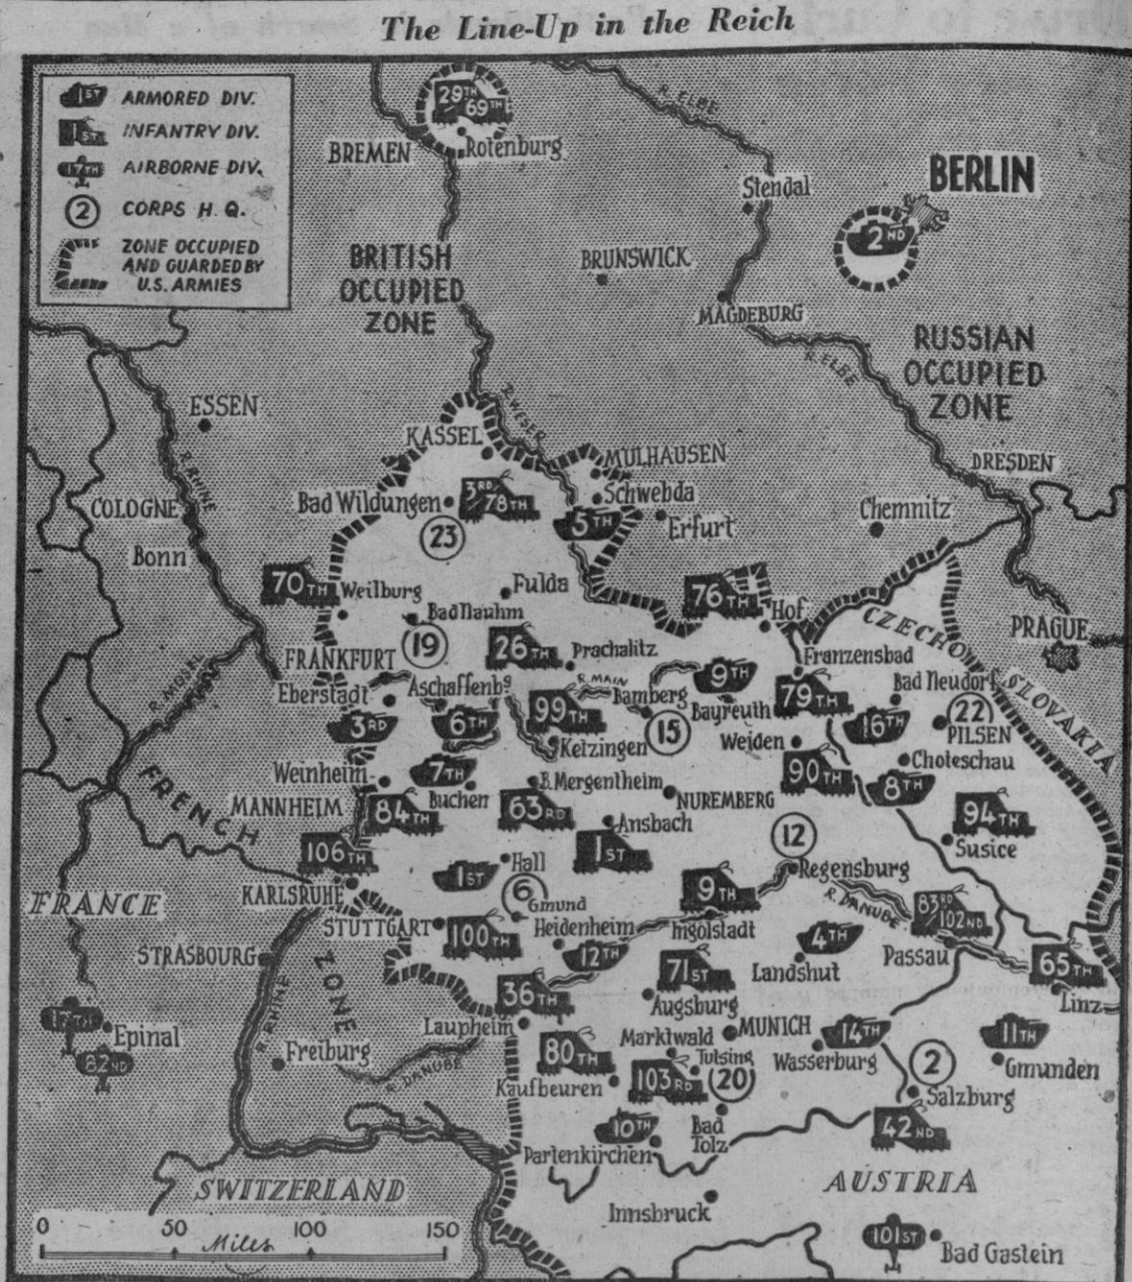 The Line-Up in the Reich
1ST ARMORED DIV.
1ST INFANTRY DIV.
17TH AIRBORNE DIV.
2 CORPS H.Q.
ZONE OCCUPIED
AND GUARDED BY
U.S. ARMIES
29TH
69TH
Rotenburg
BREMEN
R. ELBE
Stendal
BERLIN
2ND
BRITISH
OCCUPIED
ZONE
BRUNSWICK
MAGDEBURG
R. ELBE
RUSSIAN
OCCUPIED
ZONE
ESSEN
R. RHINE
KASSEL
R. WESER
MULHAUSEN
DRESDEN
COLOGNE
Bad Wildungen
3RD
78TH
Schwebda
23
5TH
Erfurt
Chemnitz
Bonn
70TH
Weilburg
Fulda
76TH
Hof
Bad Nauhm
19
CZECHOSLOVAKIA
PRAGUE
FRANKFURT
26TH
Prachalitz
Franzensbad
R. MOSEL
Eberstadt
Aschaffenbg
R. MAIN
Bamberg
9TH
Bayreuth
79TH
Bad Neudorf
3RD
6TH
99TH
15
16TH
22
PILSEN
Ketzingen
Weiden
Choteschau
Weinheim
7TH
Buchen
B. Mergentheim
NUREMBERG
90TH
8TH
FRENCH
ZONE
MANNHEIM
84TH
63RD
Ansbach
12
94TH
Susice
106TH
1ST
Hall
1ST
Regensburg
KARLSRUHE
6
Gmund
9TH
R. DANUBE
83RD
102ND
FRANCE
STUTTGART
100TH
Heidenheim
Ingolstadt
4TH
Passau
STRASBOURG
12TH
Landshut
65TH
Linz
71ST
Augsburg
36TH
17TH
Epinal
82ND
R. RHINE
Laupheim
Marktwald
MUNICH
14TH
Wasserburg
11TH
Gmunden
Freiburg
R. DANUBE
80TH
Kaufbeuren
103RD
Tutsing
20
2
Salzburg
10TH
Bad
Tolz
42ND
Partenkirchen
SWITZERLAND
AUSTRIA
Innsbruck
101ST
Bad Gastein
0 50 100 150
Miles